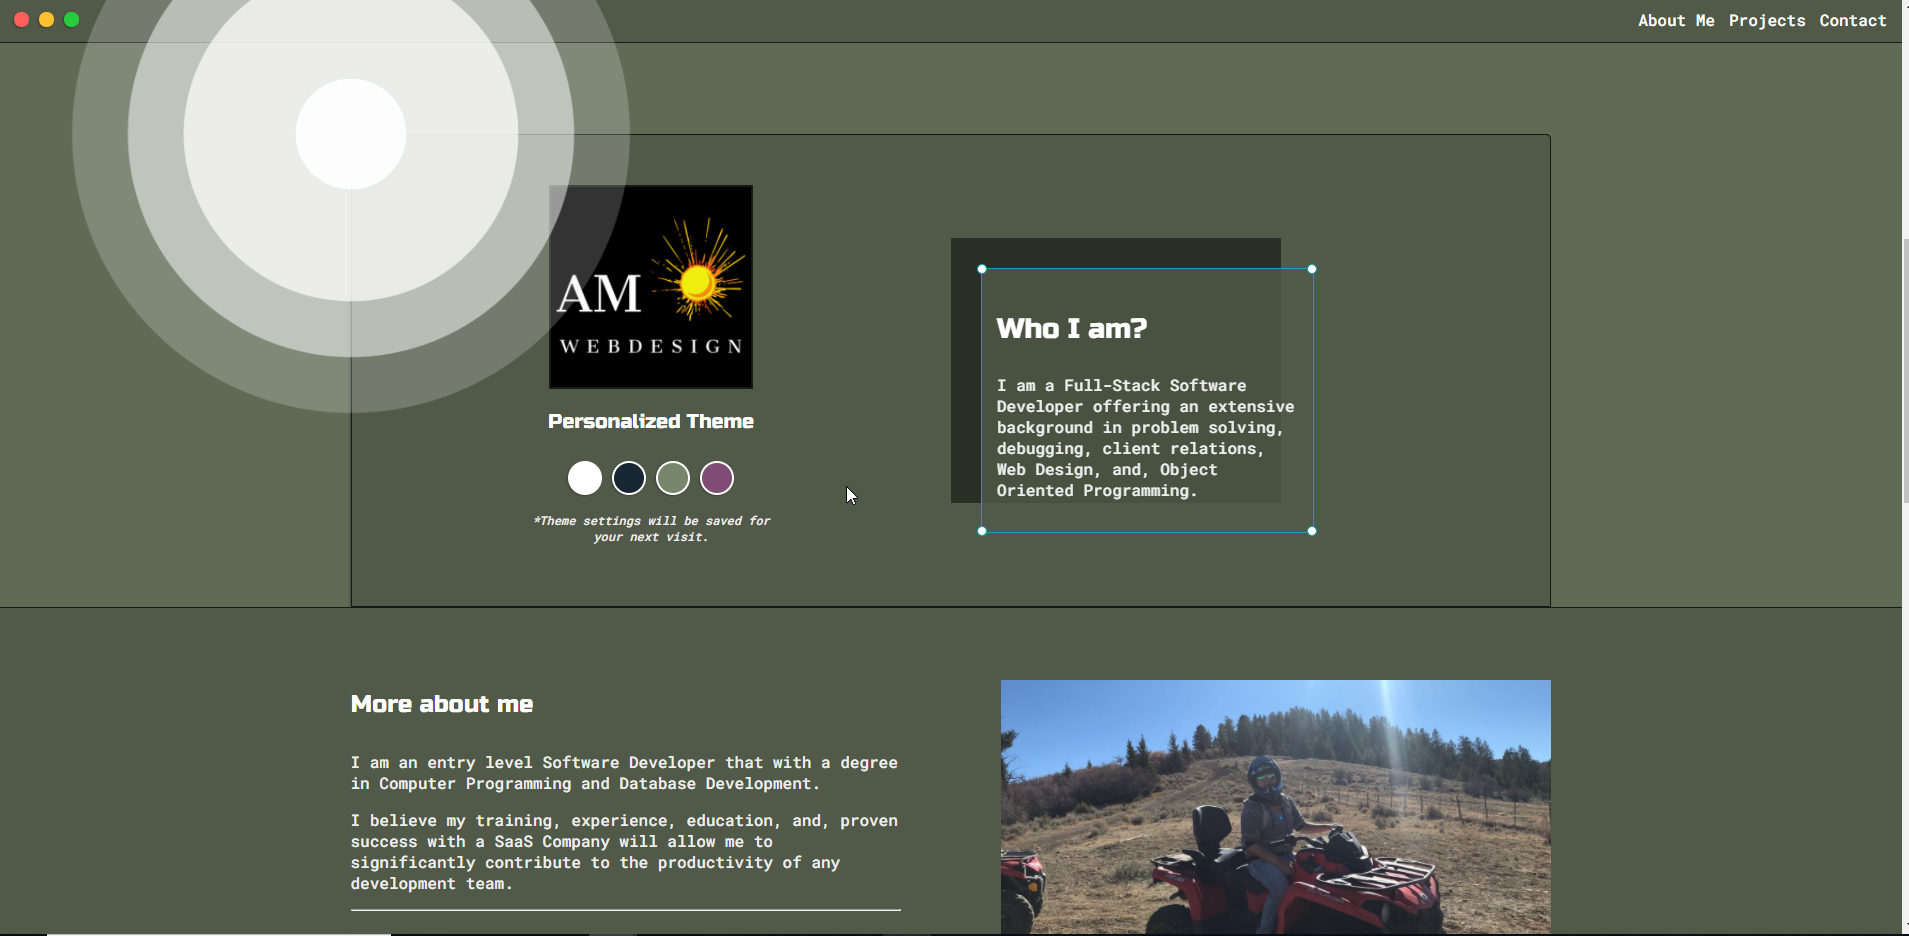 About Me Projects Contact
AM
WEBDESIGN
Personalized Theme
*Theme settings will be saved for
your next visit.
Who I am?
I am a Full-Stack Software
Developer offering an extensive
background in problem solving,
debugging, client relations,
Web Design, and, Object
Oriented Programming.
More about me
I am an entry level Software Developer that with a degree
in Computer Programming and Database Development.
I believe my training, experience, education, and, proven
success with a SaaS Company will allow me to
significantly contribute to the productivity of any
development team.